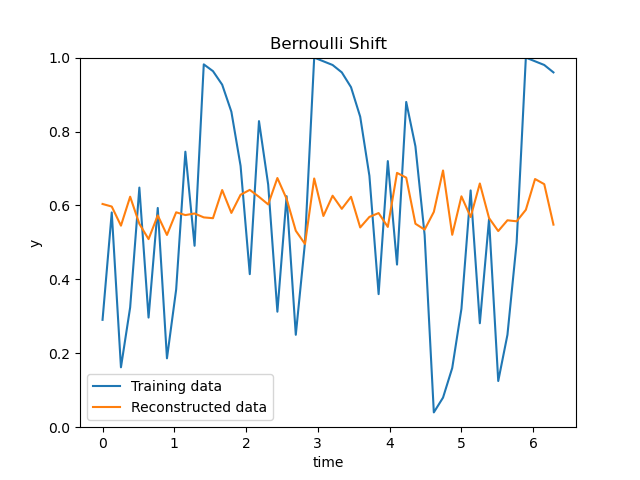 Bernoulli Shift
1.0
0.8
0.6
0.4
0.2
0.0
y
Training data
Reconstructed data
0 1 2 3 4 5 6
time